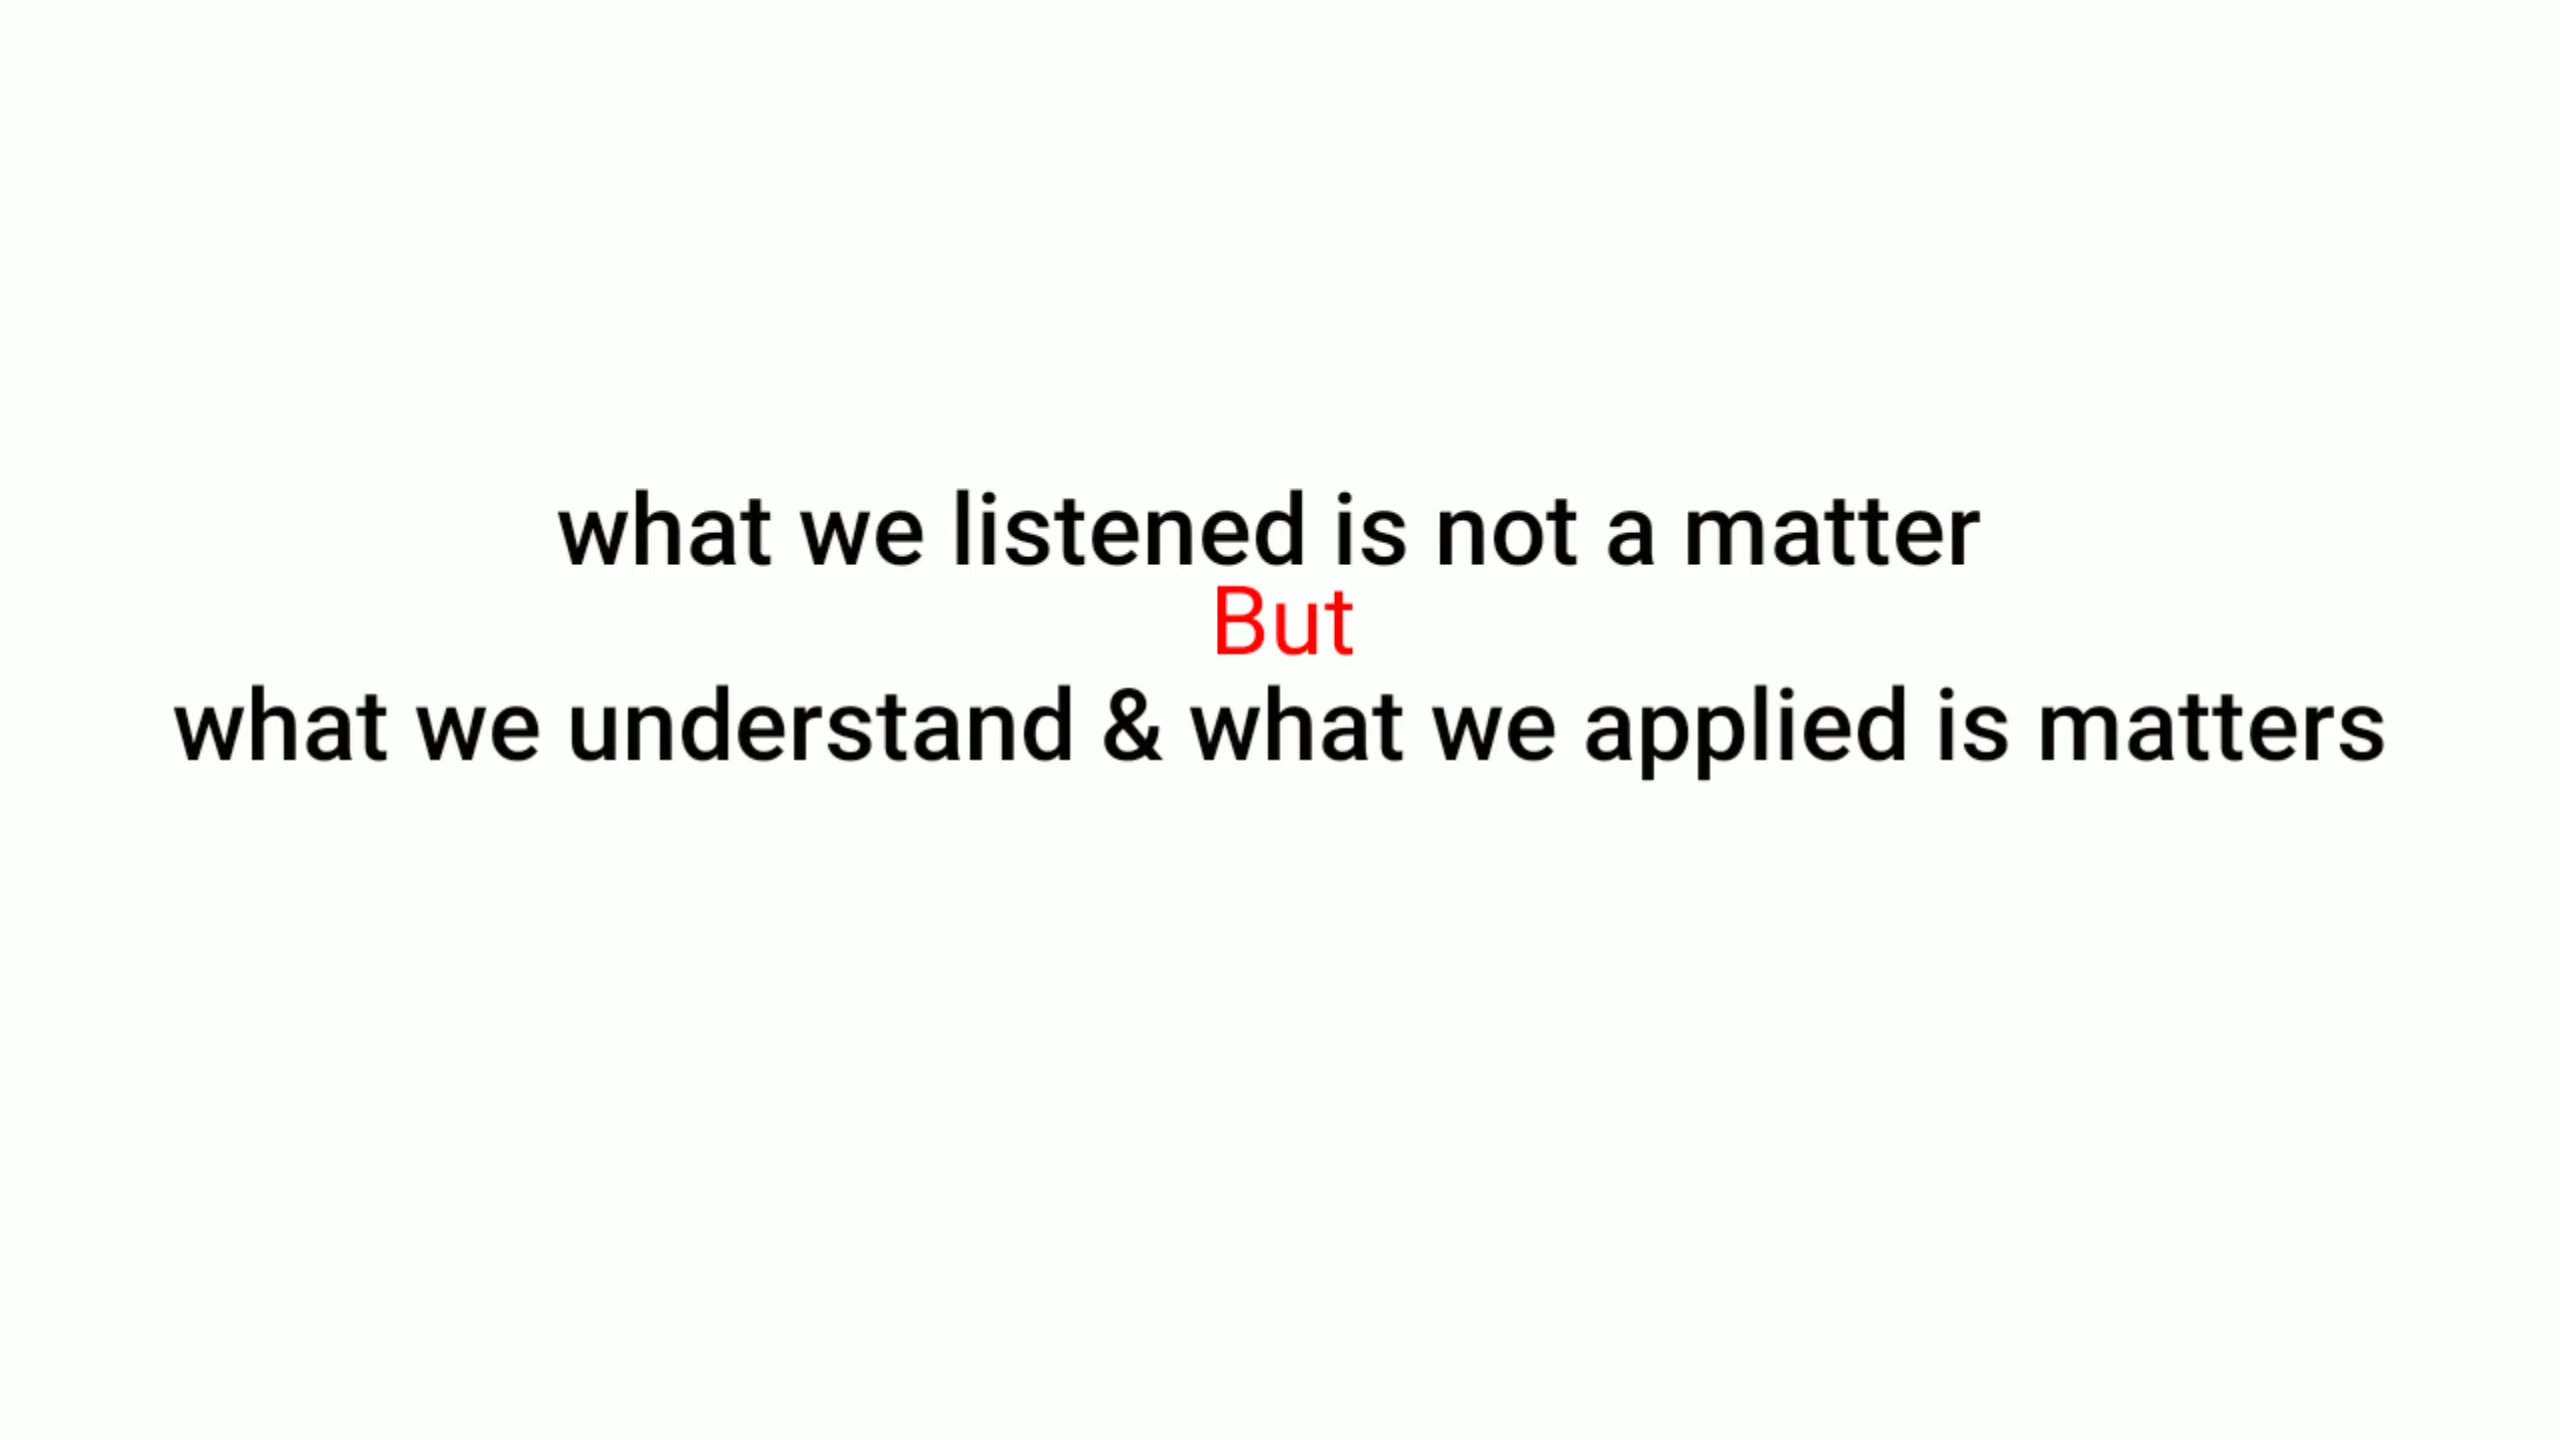 what we listened is not a matter
But
what we understand & what we applied is matters